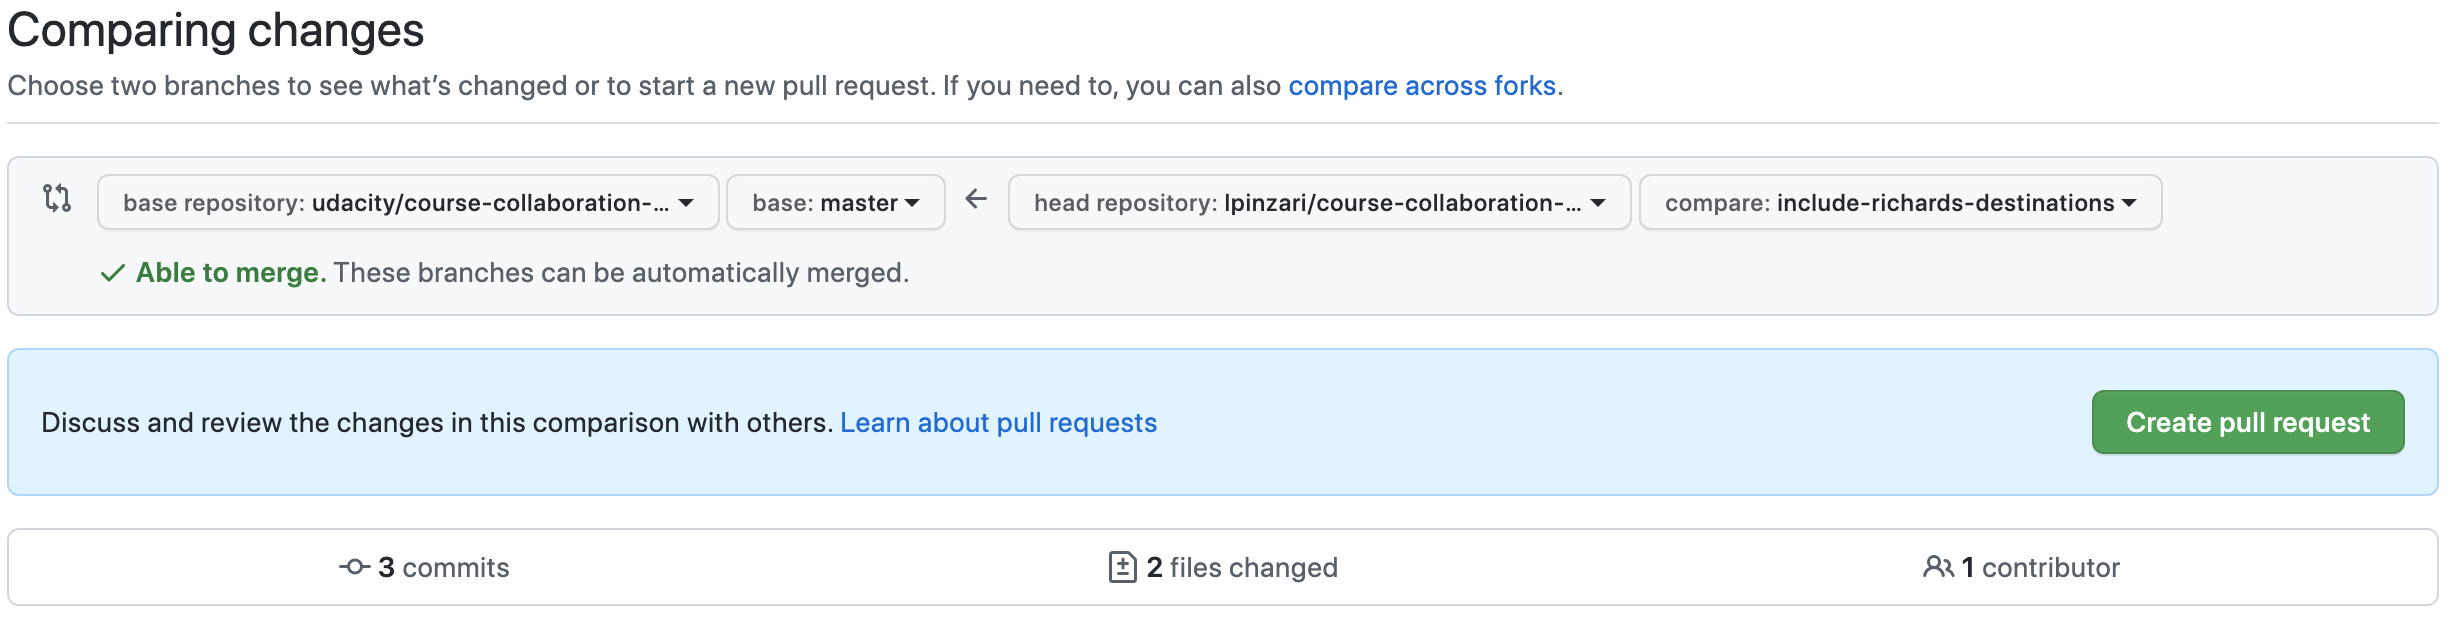 Comparing changes
Choose two branches to see what’s changed or to start a new pull request. If you need to, you can also compare across forks.
base repository: udacity/course-collaboration-... base: master head repository: lpinzari/course-collaboration-... compare: include-richards-destinations
Able to merge. These branches can be automatically merged.
Discuss and review the changes in this comparison with others. Learn about pull requests Create pull request
3 commits 2 files changed 1 contributor